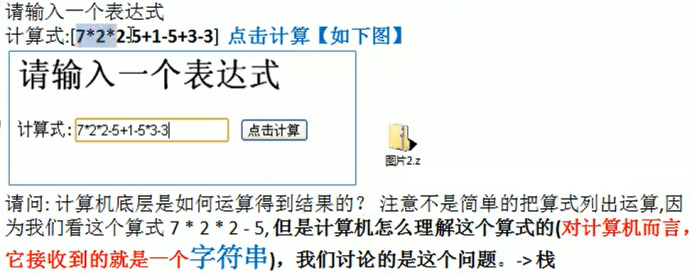 请输入一个表达式
计算式:[7*2*2-5+1-5+3-3] 点击计算【如下图】
请输入一个表达式
计算式: 7*2*2-5+1-5*3-3 点击计算
图片2.z
请问: 计算机底层是如何运算得到结果的? 注意不是简单的把算式列出运算,因
为我们看这个算式 7 * 2 * 2 - 5, 但是计算机怎么理解这个算式的(对计算机而言,
它接收到的就是一个字符串),我们讨论的是这个问题。-> 栈